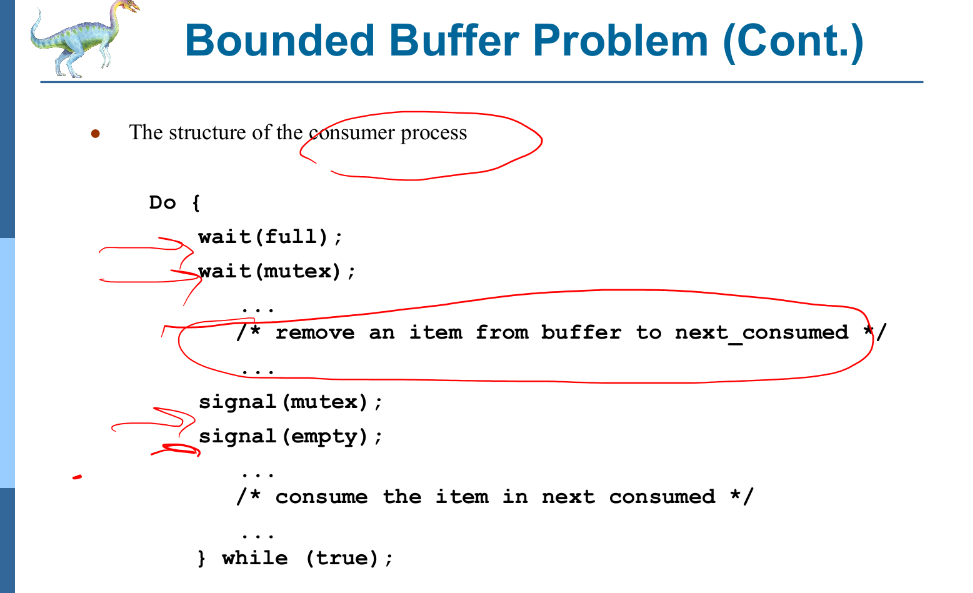 Bounded Buffer Problem (Cont.)
● The structure of the consumer process
Do {
wait(full);
wait(mutex);
...
/* remove an item from buffer to next_consumed */
...
signal(mutex);
signal(empty);
...
/* consume the item in next consumed */
...
} while (true);